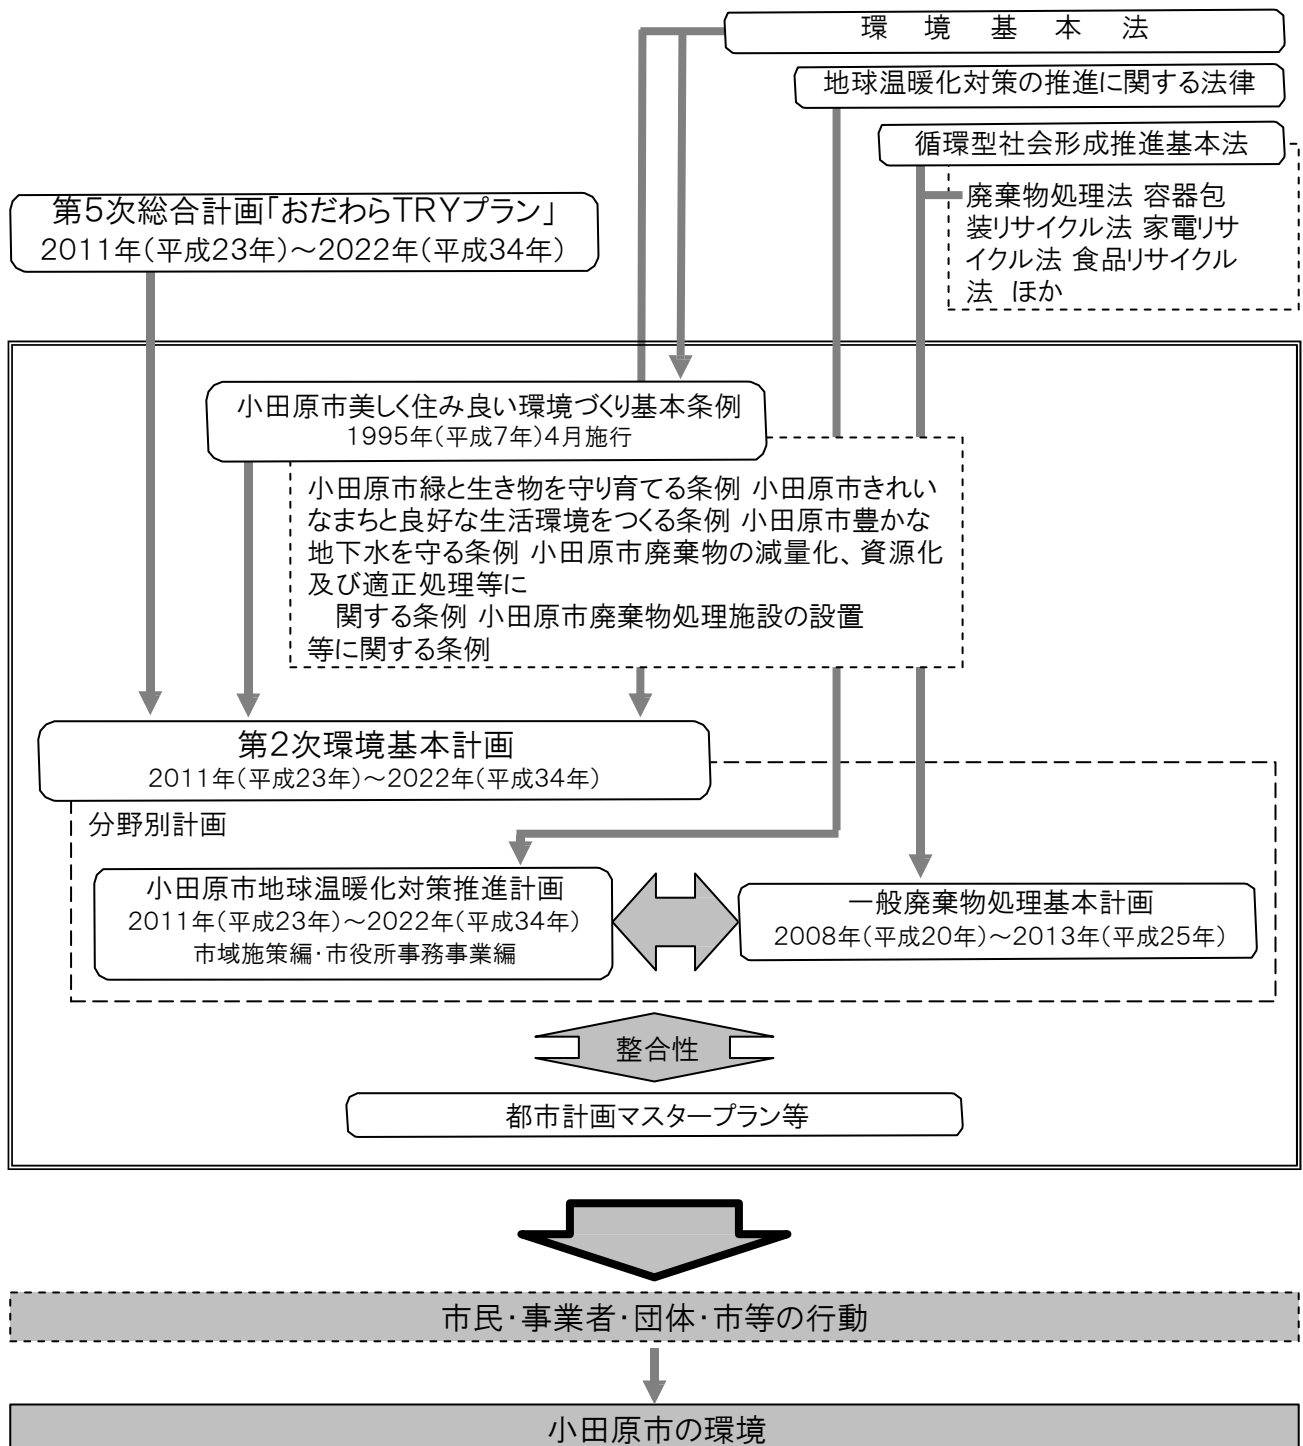 環境基本法
地球温暖化対策の推進に関する法律
循環型社会形成推進基本法
廃棄物処理法 容器包
装リサイクル法 家電リサ
イクル法 食品リサイクル
法 ほか
第5次総合計画「おだわらTRYプラン」
2011年(平成23年)～2022年(平成34年)
小田原市美しく住み良い環境づくり基本条例
1995年(平成7年)4月施行
小田原市緑と生き物を守り育てる条例 小田原市きれい
なまちと良好な生活環境をつくる条例 小田原市豊かな
地下水を守る条例 小田原市廃棄物の減量化、資源化
及び適正処理等に
関する条例 小田原市廃棄物処理施設の設置
等に関する条例
第2次環境基本計画
2011年(平成23年)～2022年(平成34年)
分野別計画
小田原市地球温暖化対策推進計画
2011年(平成23年)～2022年(平成34年)
市域施策編・市役所事務事業編
一般廃棄物処理基本計画
2008年(平成20年)～2013年(平成25年)
整合性
都市計画マスタープラン等
市民・事業者・団体・市等の行動
小田原市の環境